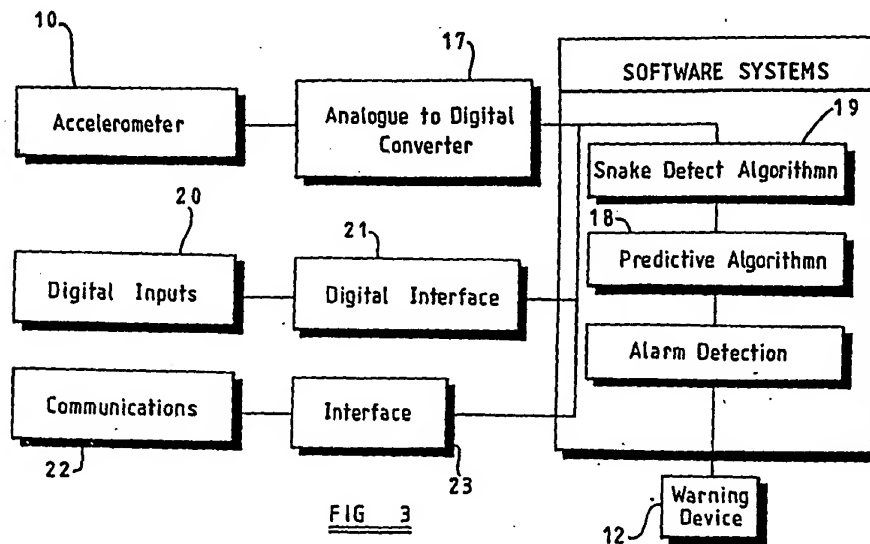 10
17
SOFTWARE SYSTEMS
Accelerometer
Analogue to Digital
Converter
19
Snake Detect Algorithmn
20
21
18
Predictive Algorithmn
Digital Inputs
Digital Interface
Alarm Detection
Communications
Interface
22
23
Warning
Device
12
FIG 3